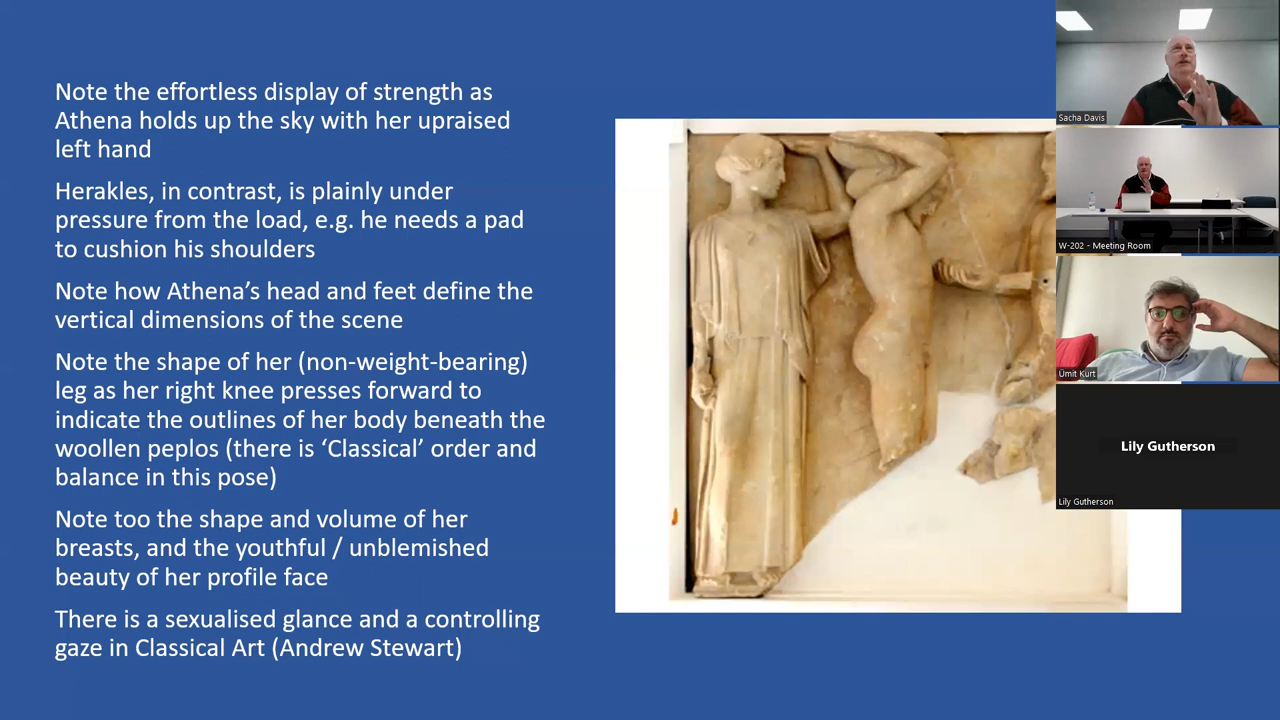 Note the effortless display of strength as
Athena holds up the sky with her upraised
left hand
Herakles, in contrast, is plainly under
pressure from the load, e.g. he needs a pad
to cushion his shoulders
Note how Athena’s head and feet define the
vertical dimensions of the scene
Note the shape of her (non-weight-bearing)
leg as her right knee presses forward to
indicate the outlines of her body beneath the
woollen peplos (there is ‘Classical’ order and
balance in this pose)
Note too the shape and volume of her
breasts, and the youthful / unblemished
beauty of her profile face
There is a sexualised glance and a controlling
gaze in Classical Art (Andrew Stewart)
Sacha Davis
W-202 - Meeting Room
Ümit Kurt
Lily Gutherson
Lily Gutherson